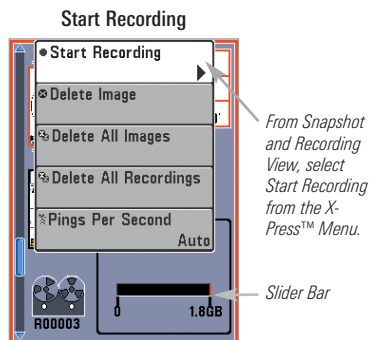 Start Recording
Start Recording
Delete Image
Delete All Images
Delete All Recordings
Pings Per Second
Auto
R00003
0
1.8GB
From Snapshot
and Recording
View, select
Start Recording
from the X-
Press™ Menu.
Slider Bar